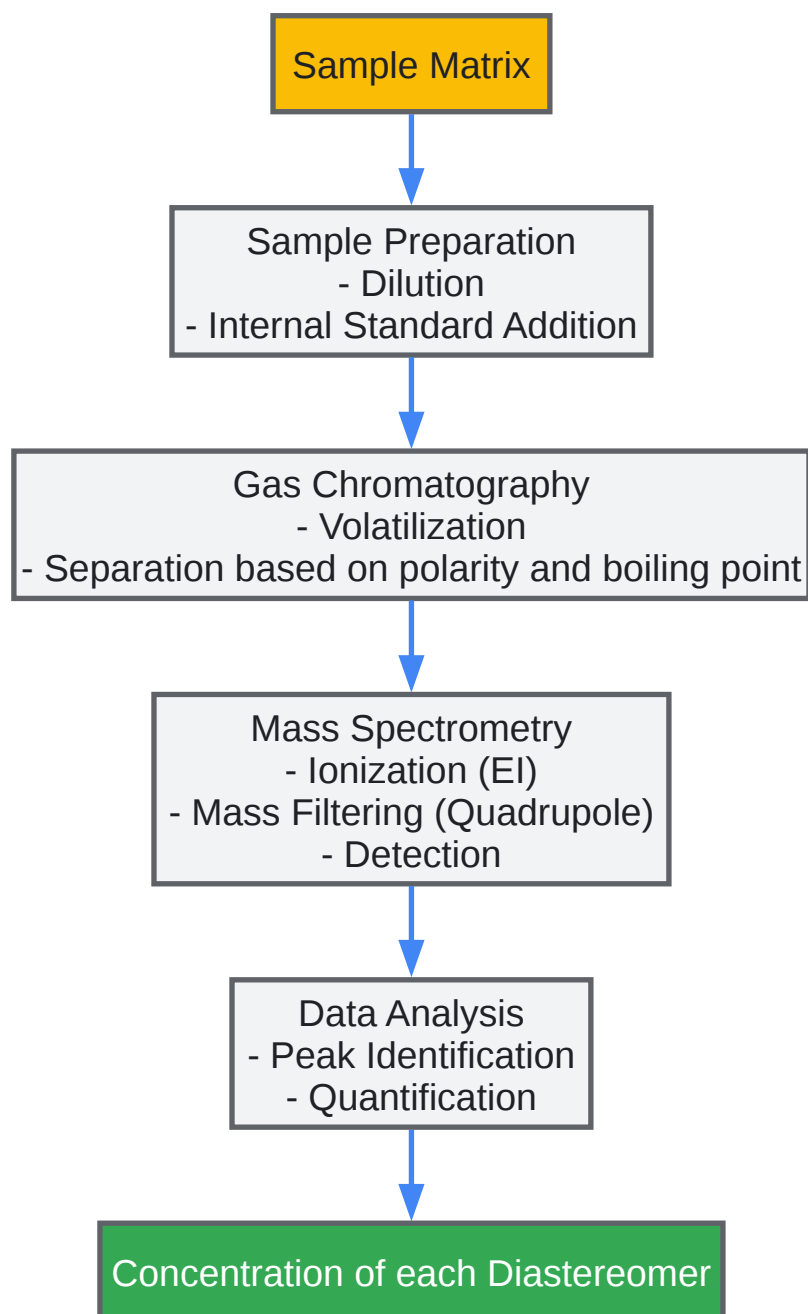 Sample Matrix
Sample Preparation
- Dilution
- Internal Standard Addition
Gas Chromatography
- Volatilization
- Separation based on polarity and boiling point
Mass Spectrometry
- Ionization (EI)
- Mass Filtering (Quadrupole)
- Detection
Data Analysis
- Peak Identification
- Quantification
Concentration of each Diastereomer